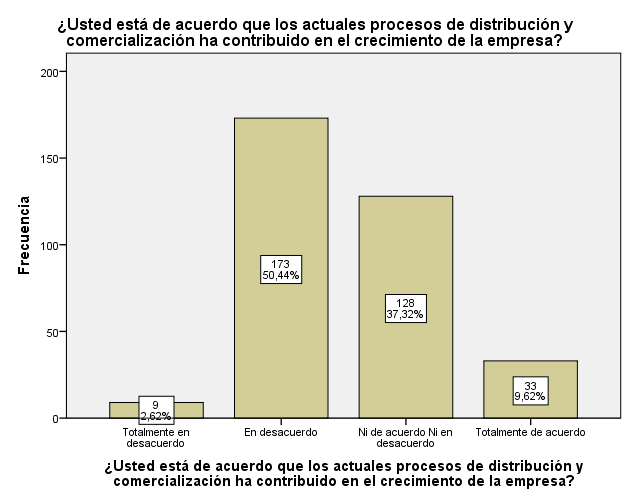 ¿Usted está de acuerdo que los actuales procesos de distribución y
comercialización ha contribuido en el crecimiento de la empresa?
Frecuencia
200
150
100
50
0
9
2,62%
173
50,44%
128
37,32%
33
9,62%
Totalmente en
desacuerdo
En desacuerdo
Ni de acuerdo Ni en
desacuerdo
Totalmente de acuerdo
¿Usted está de acuerdo que los actuales procesos de distribución y
comercialización ha contribuido en el crecimiento de la empresa?